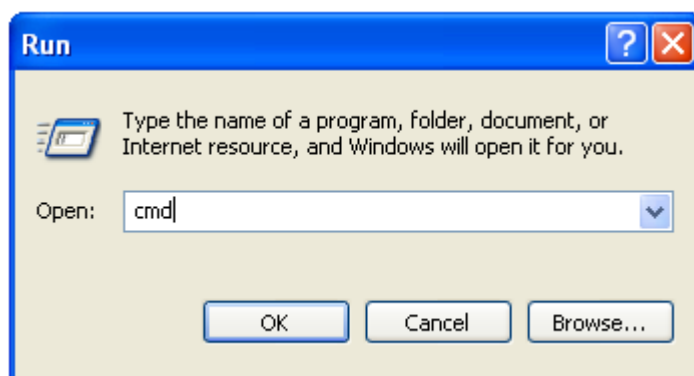 Run
?
Type the name of a program, folder, document, or
Internet resource, and Windows will open it for you.
Open: cmd
OK Cancel Browse...